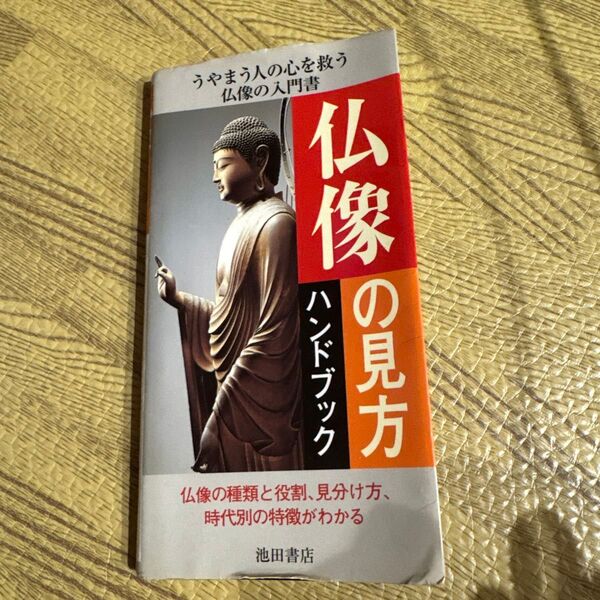 うやまう人の心を救う
仏像の入門書
仏像
の見方
ハンドブック
仏像の種類と役割、見分け方、
時代別の特徴がわかる
池田書店